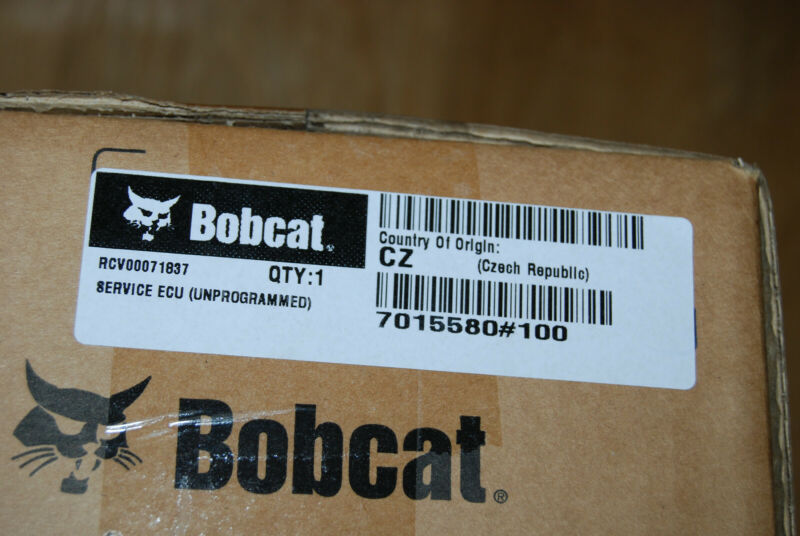 Bobcat®
RCV00071837
QTY:1
SERVICE ECU (UNPROGRAMMED)
Country Of Origin:
CZ (Czech Republic)
7015580#100
Bobcat®